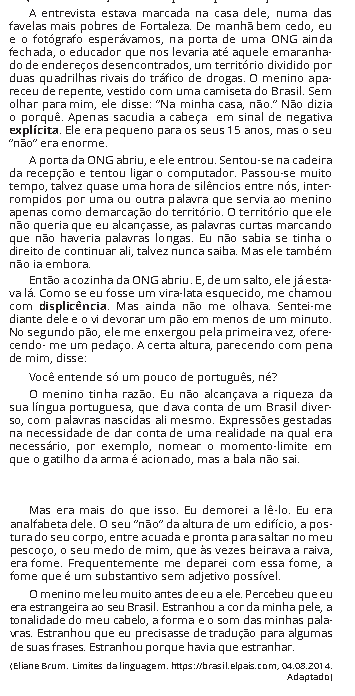 A entrevista estava marcada na casa dele, numa das
favelas mais pobres de Fortaleza. De manhã bem cedo, eu
e o fotógrafo esperávamos, na porta de uma ONG ainda
fechada, o educador que nos levaria até aquele emaranha-
do de endereços desencontrados, um território dividido por
duas quadrilhas rivais do tráfico de drogas. O menino apa-
receu de repente, vestido com uma camiseta do Brasil. Sem
olhar para mim, ele disse: “Na minha casa, não.” Não dizia
o porquê. Apenas sacudia a cabeça em sinal de negativa
explícita. Ele era pequeno para os seus 15 anos, mas o seu
“não” era enorme.
A porta da ONG abriu, e ele entrou. Sentou-se na cadeira
da recepção e tentou ligar o computador. Passou-se muito
tempo, talvez quase uma hora de silêncios entre nós, inter-
rompidos por uma ou outra palavra que servia ao menino
apenas como demarcação do território. O território que ele
não queria que eu alcançasse, as palavras curtas marcando
que não haveria palavras longas. Eu não sabia se tinha o
direito de continuar ali, talvez nunca saiba. Mas ele também
não ia embora.
Então a cozinha da ONG abriu. E, de um salto, ele já esta-
va lá. Como se eu fosse um vira-lata esquecido, me chamou
com displicência. Mas ainda não me olhava. Sentei-me
diante dele e o vi devorar um pão em menos de um minuto.
No segundo pão, ele me enxergou pela primeira vez, ofere-
cendo- me um pedaço. A certa altura, parecendo com pena
de mim, disse:
Você entende só um pouco de português, né?
O menino tinha razão. Eu não alcançava a riqueza da
sua língua portuguesa, que dava conta de um Brasil diver-
so, com palavras nascidas ali mesmo. Expressões gestadas
na necessidade de dar conta de uma realidade na qual era
necessário, por exemplo, nomear o momento-limite em
que o gatilho da arma é acionado, mas a bala não sai.
Mas era mais do que isso. Eu demorei a lê-lo. Eu era
analfabeta dele. O seu “não” da altura de um edifício, a pos-
tura do seu corpo, entre acuada e pronta para saltar no meu
pescoço, o seu medo de mim, que às vezes beirava a raiva,
era fome. Frequentemente me deparei com essa fome, a
fome que é um substantivo sem adjetivo possível.
O menino me leu muito antes de eu a ele. Percebeu que eu
era estrangeira ao seu Brasil. Estranhou a cor da minha pele, a
tonalidade do meu cabelo, a forma e o som das minhas pala-
vras. Estranhou que eu precisasse de tradução para algumas
de suas frases. Estranhou porque havia que estranhar.
(Eliane Brum. Limites da linguagem. https://brasil.elpais.com, 04.08.2014.
Adaptado)